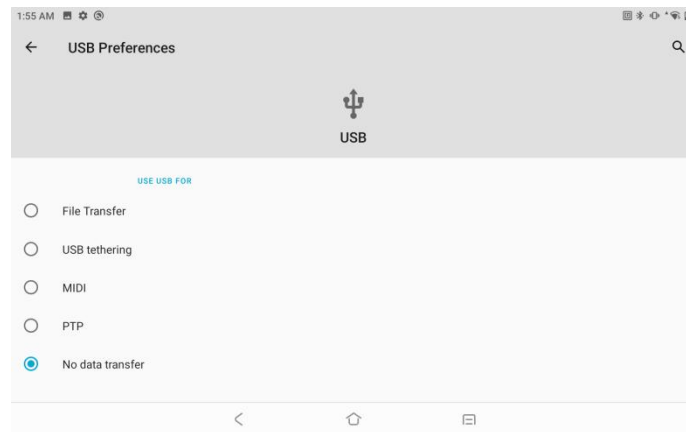 1:55 AM
USB Preferences
USB
USE USB FOR
File Transfer
USB tethering
MIDI
PTP
No data transfer